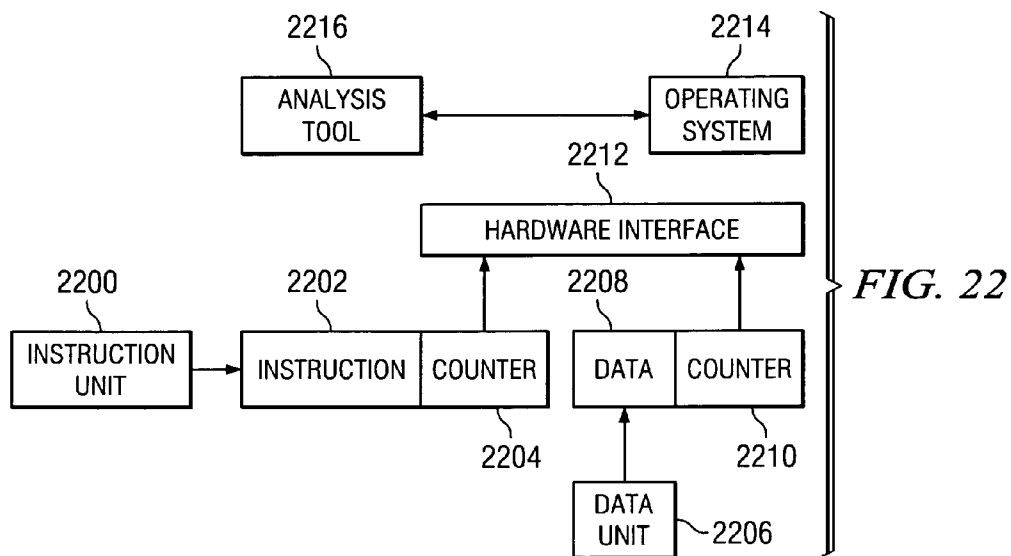 2216
2214
ANALYSIS
TOOL
OPERATING
SYSTEM
2212
HARDWARE INTERFACE
2200
2202
2208
FIG. 22
INSTRUCTION
UNIT
INSTRUCTION
COUNTER
DATA
COUNTER
2204
2210
DATA
UNIT
2206